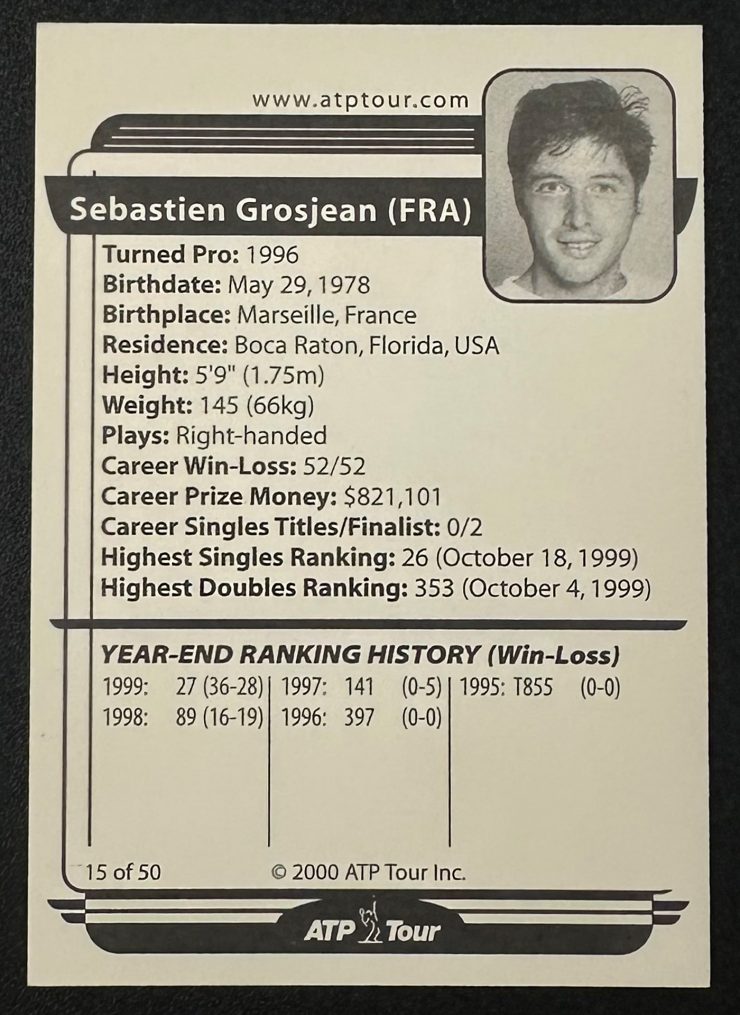 www.atptour.com
Sebastien Grosjean (FRA)
Turned Pro: 1996
Birthdate: May 29, 1978
Birthplace: Marseille, France
Residence: Boca Raton, Florida, USA
Height: 5'9" (1.75m)
Weight: 145 (66kg)
Plays: Right-handed
Career Win-Loss: 52/52
Career Prize Money: $821,101
Career Singles Titles/Finalist: 0/2
Highest Singles Ranking: 26 (October 18, 1999)
Highest Doubles Ranking: 353 (October 4, 1999)
YEAR-END RANKING HISTORY (Win-Loss)
1999: 27 (36-28) 1997: 141 (0-5) 1995: T855 (0-0)
1998: 89 (16-19) 1996: 397 (0-0)
15 of 50 © 2000 ATP Tour Inc.
ATP Tour